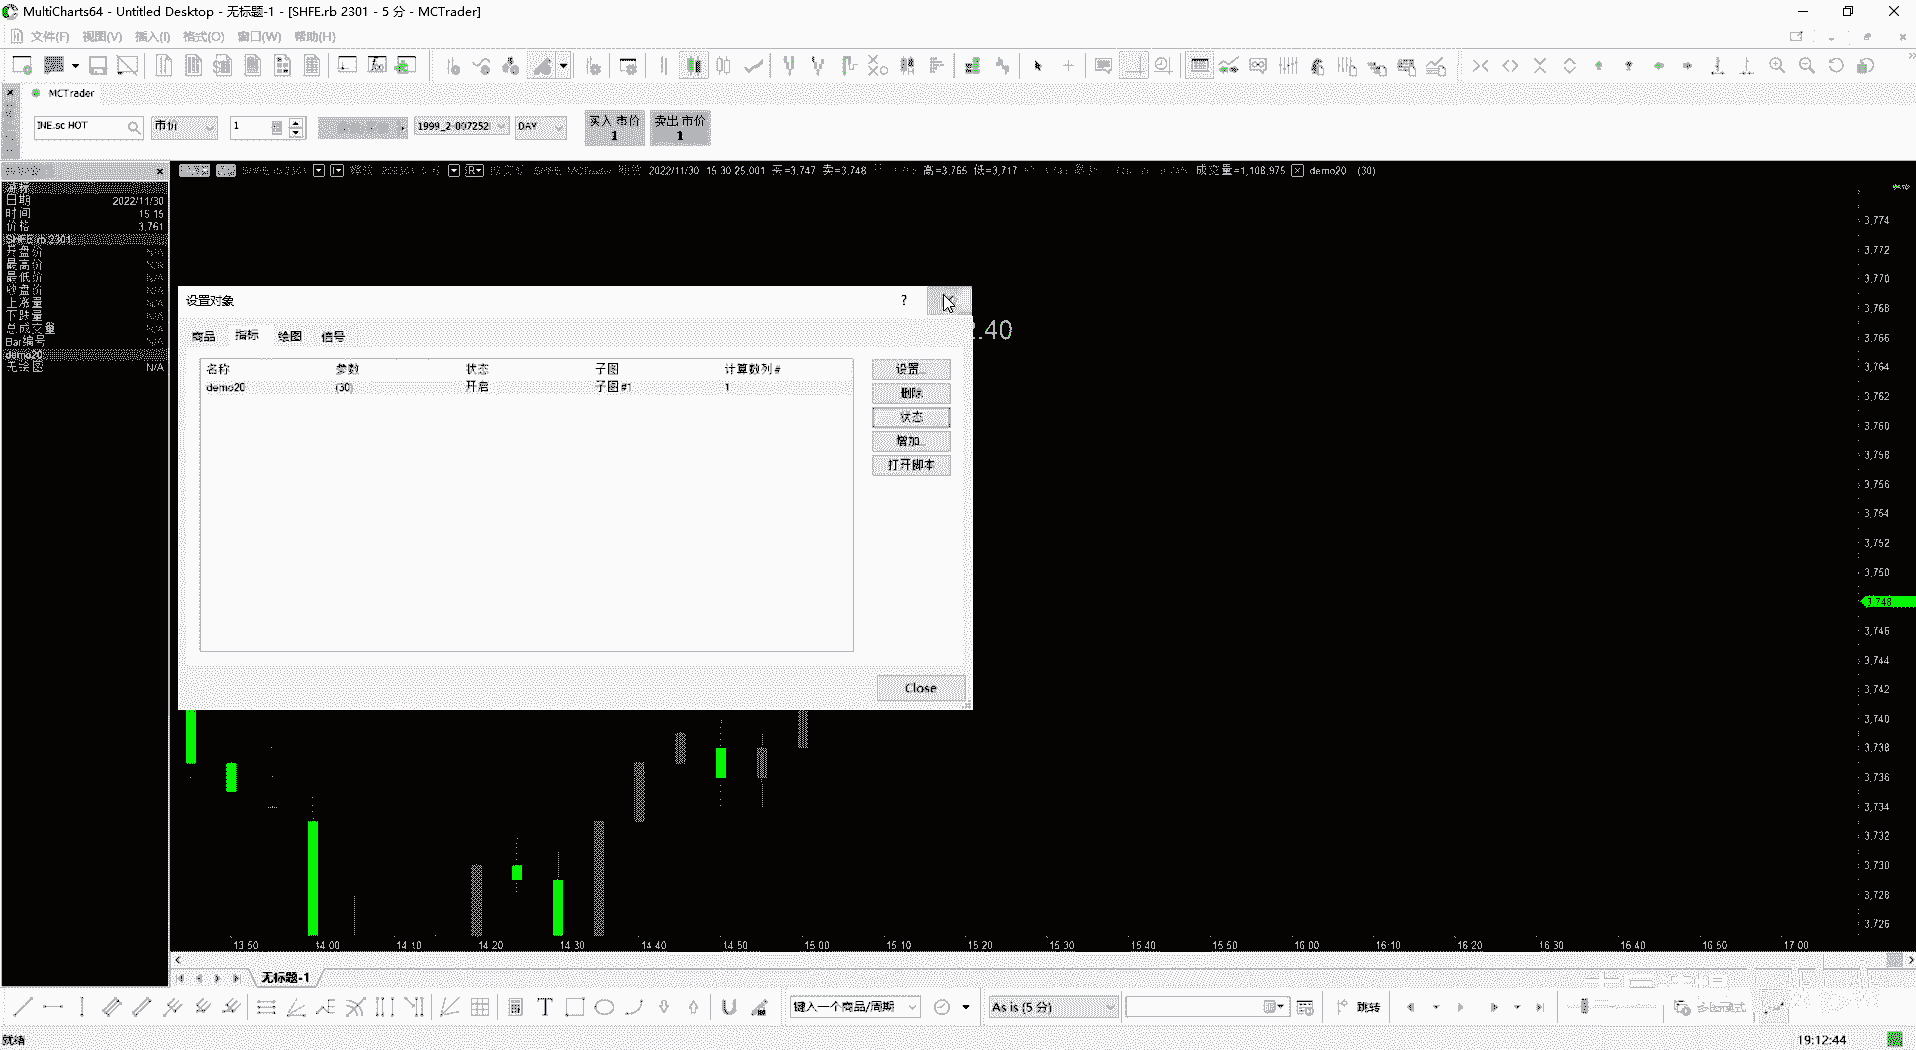 MultiCharts64 - Untitled Desktop - 无标题-1 - [SHFE.rb 2301 - 5 分 - MCTrader]
文件(F) 视图(V) 插入(I) 格式(O) 窗口(W) 帮助(H)
MCTrader
INE.sc HOT 市价 1 1999_2-007252 DAY 买入 市价 1 卖出 市价 1
2022/11/30 15:30:25.001 买=3,747 卖=3,748 高=3,765 低=3,717 成交量=1,108,975 demo20 (30)
日期 2022/11/30
时间 15:15
价格 3,761
SHFE.rb 2301
开盘价 N/A
最高价 N/A
最低价 N/A
收盘价 N/A
上涨量 N/A
下跌量 N/A
总成交量 N/A
Bar编号 N/A
demo20
无绘图 N/A
设置对象 ?
商品 指标 绘图 信号
名称 参数 状态 子图 计算数列 #
demo20 (30) 开启 子图 #1 1
设置...
删除
状态
增加...
打开脚本
Close
2.40
3,774
3,772
3,770
3,768
3,766
3,764
3,762
3,760
3,758
3,756
3,754
3,752
3,750
3,748
3,746
3,744
3,742
3,740
3,738
3,736
3,734
3,732
3,730
3,728
3,726
13:50 14:00 14:10 14:20 14:30 14:40 14:50 15:00 15:10 15:20 15:30 15:40 15:50 16:00 16:10 16:20 16:30 16:40 16:50 17:00
无标题-1
键入一个商品/周期 As is (5 分) 跳转 多图模式
就绪 19:12:44